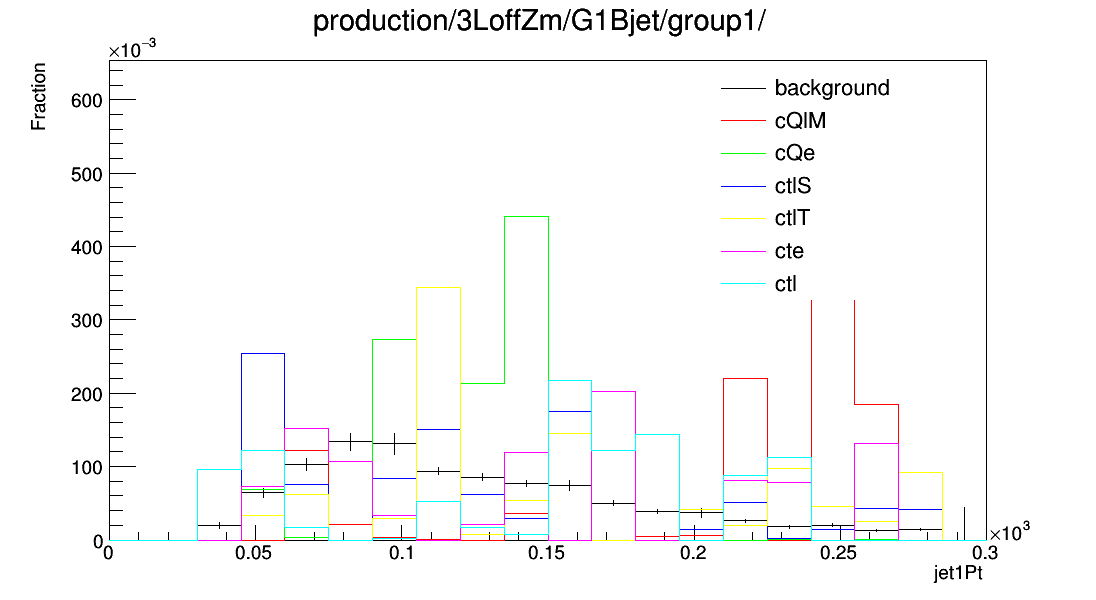 production/3LoffZm/G1Bjet/group1/
×10⁻³
Fraction
600
500
400
300
200
100
0
background
cQlM
cQe
ctlS
ctlT
cte
ctl
0 0.05 0.1 0.15 0.2 0.25 0.3
×10³
jet1Pt